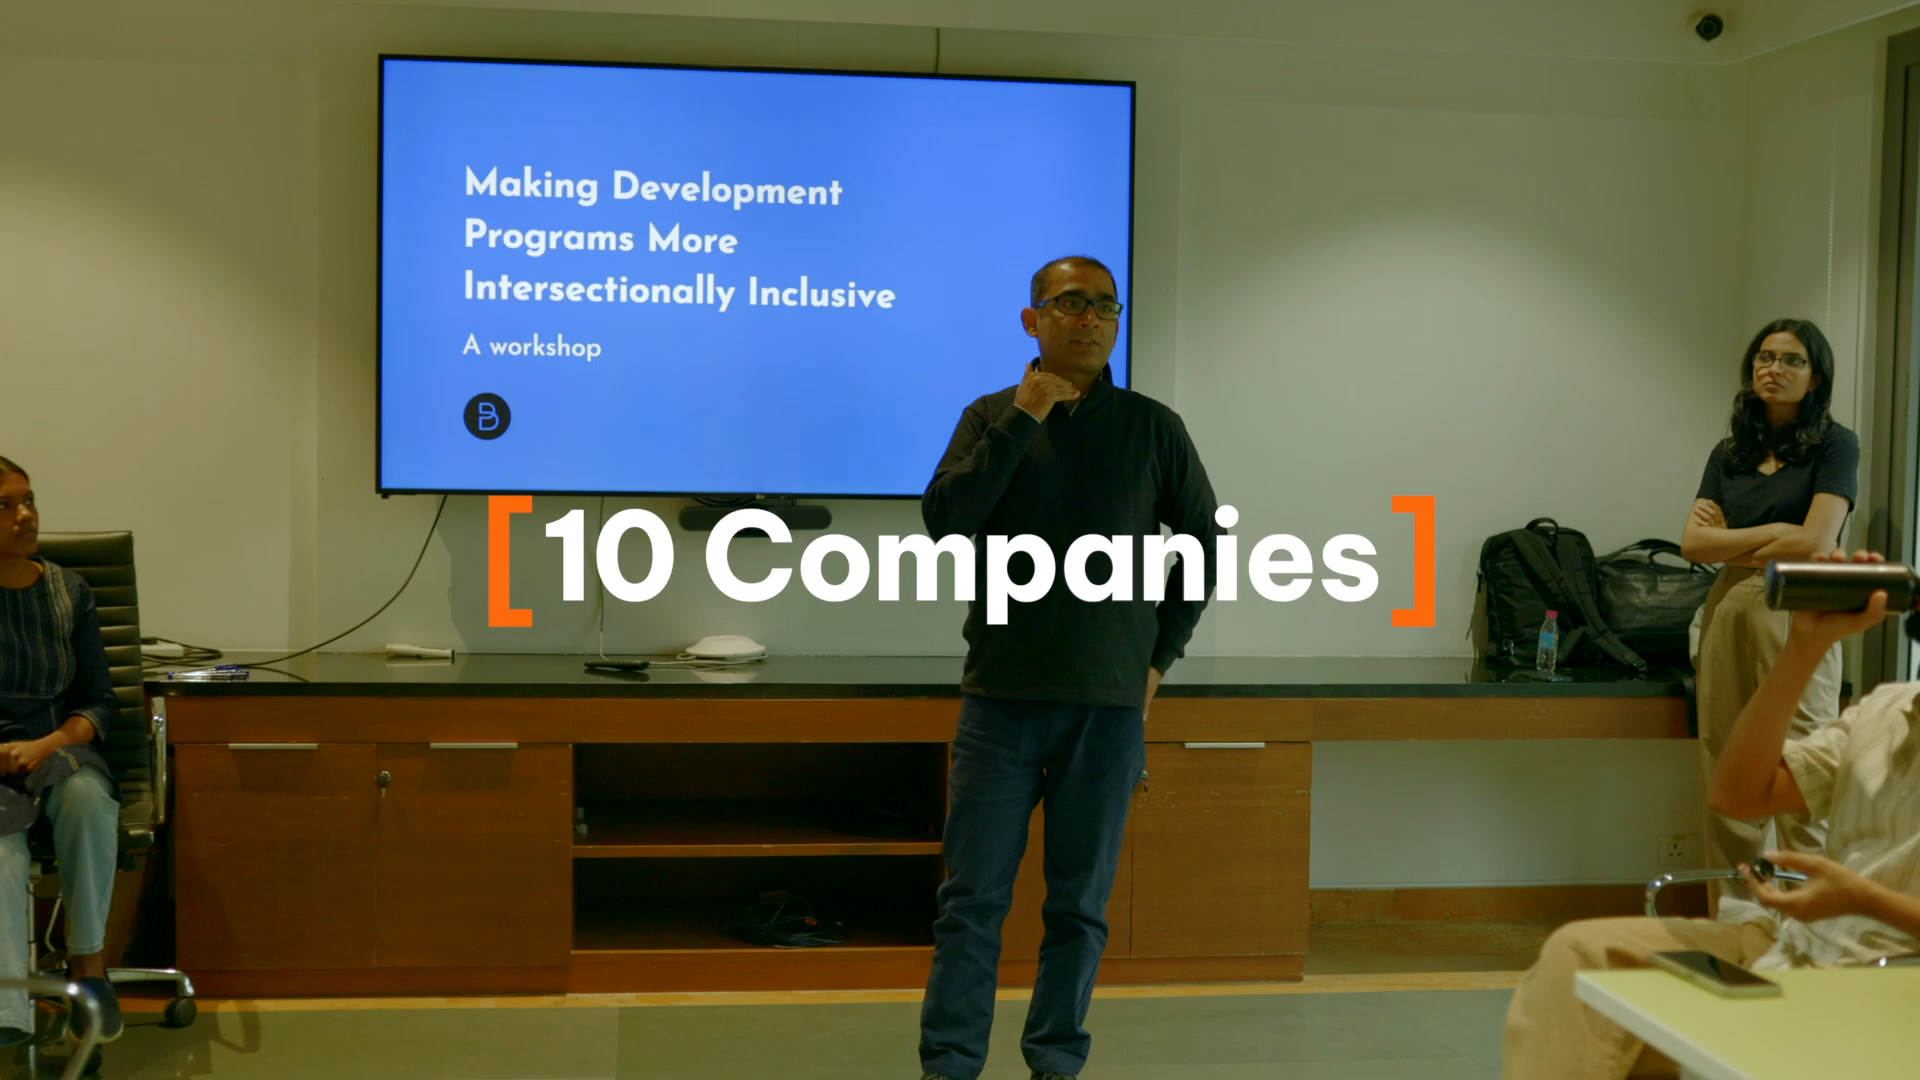 Making Development
Programs More
Intersectionally Inclusive
A workshop
B
[10 Companies]